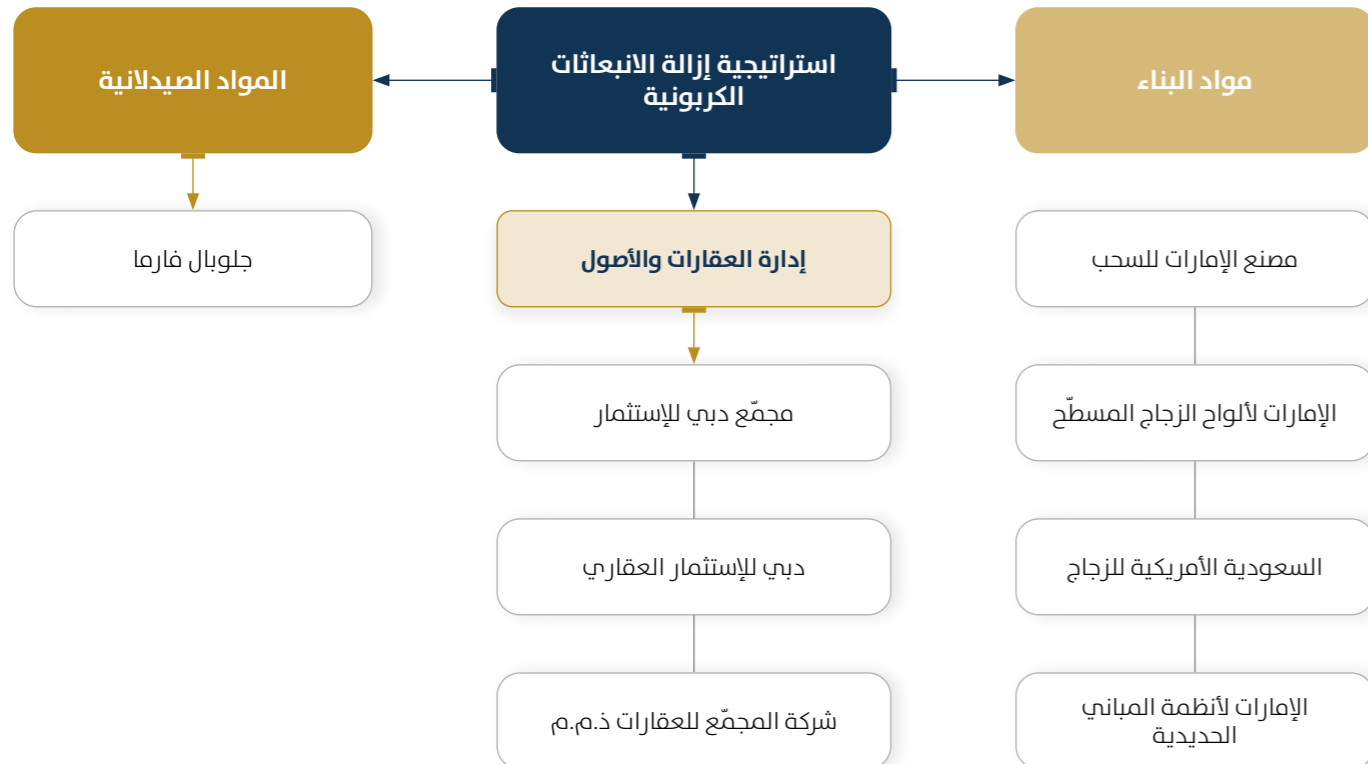 مواد البناء
استراتيجية إزالة الانبعاثات
الكربونية
المواد الصيدلانية
مصنع الإمارات للسحب
إدارة العقارات والأصول
جلوبال فارما
الإمارات لألواح الزجاج المسطّح
مجمّع دبي للإستثمار
السعودية الأمريكية للزجاج
دبي للإستثمار العقاري
الإمارات لأنظمة المباني
الحديدية
شركة المجمّع للعقارات ذ.م.م